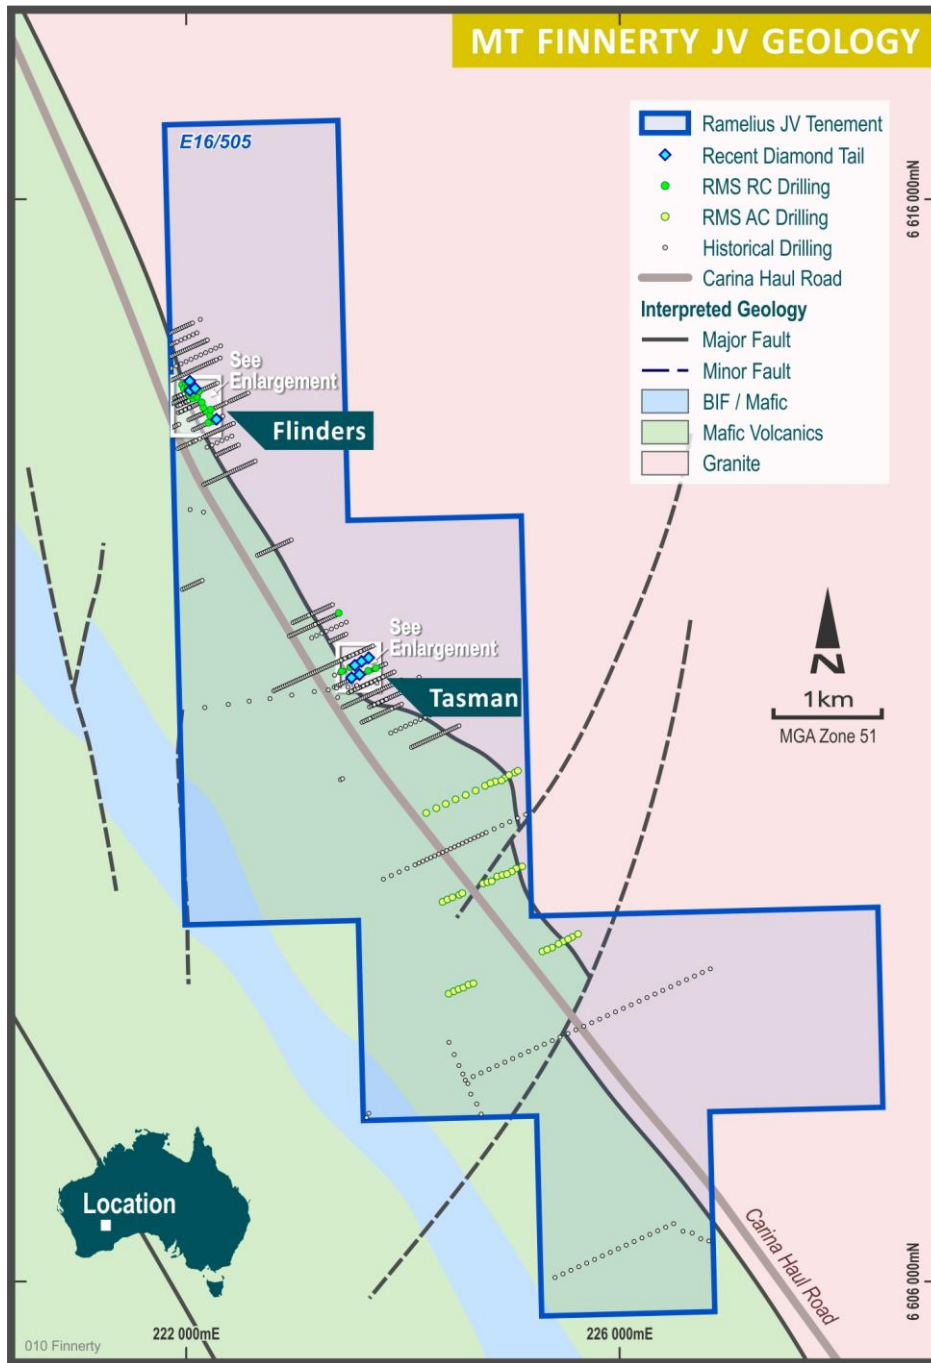 MT FINNERTY JV GEOLOGY
E16/505
Ramelius JV Tenement
Recent Diamond Tail
RMS RC Drilling
RMS AC Drilling
Historical Drilling
Carina Haul Road
Interpreted Geology
Major Fault
Minor Fault
BIF / Mafic
Mafic Volcanics
Granite
6 616 000mN
See
Enlargement
Flinders
See
Enlargement
Tasman
N
1km
MGA Zone 51
Location
Carina Haul Road
6 606 000mN
222 000mE
226 000mE
010 Finnerty